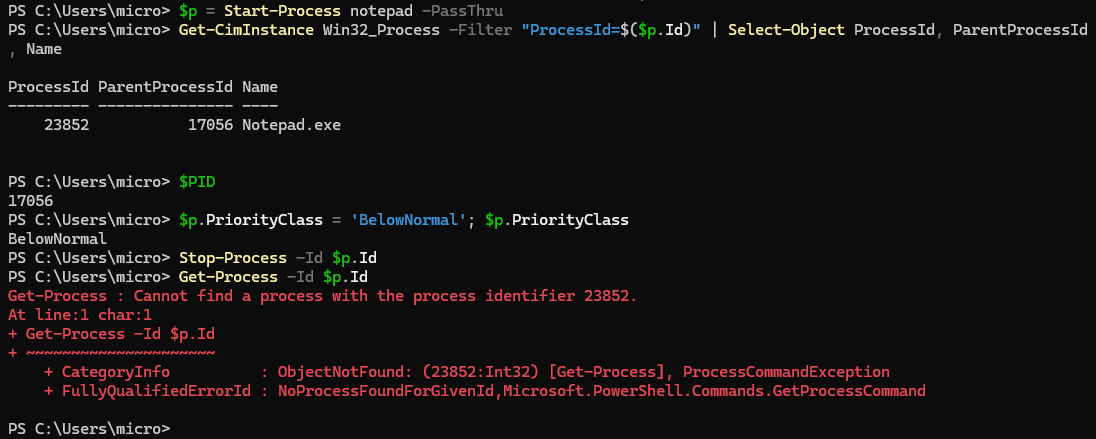 PS C:\Users\micro> $p = Start-Process notepad -PassThru
PS C:\Users\micro> Get-CimInstance Win32_Process -Filter "ProcessId=$($p.Id)" | Select-Object ProcessId, ParentProcessId
, Name

ProcessId ParentProcessId Name
--------- --------------- ----
    23852           17056 Notepad.exe


PS C:\Users\micro> $PID
17056
PS C:\Users\micro> $p.PriorityClass = 'BelowNormal'; $p.PriorityClass
BelowNormal
PS C:\Users\micro> Stop-Process -Id $p.Id
PS C:\Users\micro> Get-Process -Id $p.Id
Get-Process : Cannot find a process with the process identifier 23852.
At line:1 char:1
+ Get-Process -Id $p.Id
+ ~~~~~~~~~~~~~~~~~~~~~
    + CategoryInfo          : ObjectNotFound: (23852:Int32) [Get-Process], ProcessCommandException
    + FullyQualifiedErrorId : NoProcessFoundForGivenId,Microsoft.PowerShell.Commands.GetProcessCommand

PS C:\Users\micro>